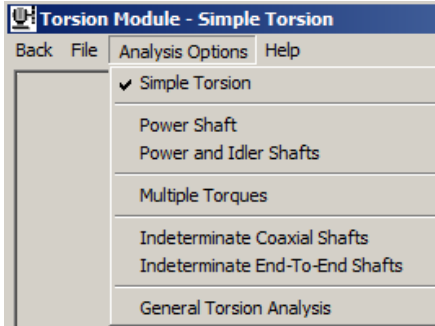 Torsion Module - Simple Torsion
Back File Analysis Options Help
Simple Torsion
Power Shaft
Power and Idler Shafts
Multiple Torques
Indeterminate Coaxial Shafts
Indeterminate End-To-End Shafts
General Torsion Analysis